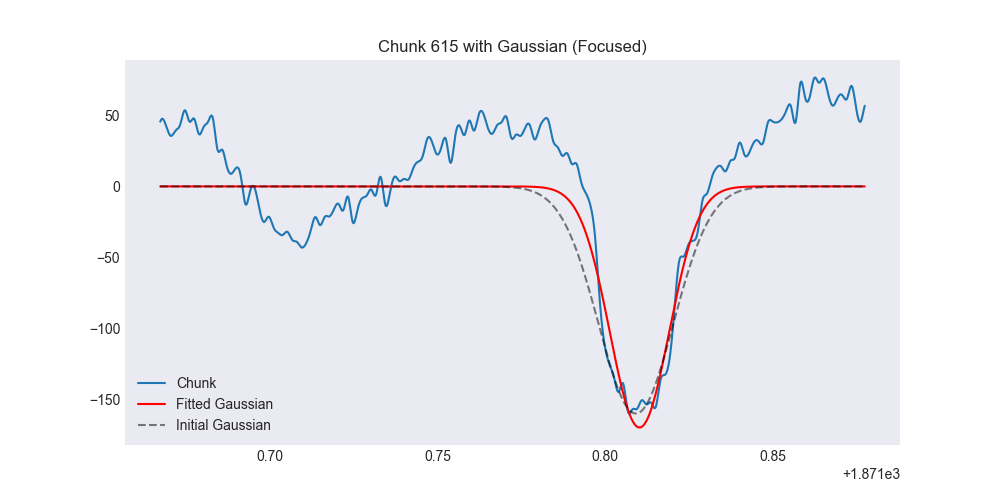 Chunk 615 with Gaussian (Focused)
50
0
−50
−100
−150
Chunk
Fitted Gaussian
Initial Gaussian
0.70 0.75 0.80 0.85
+1.871e3